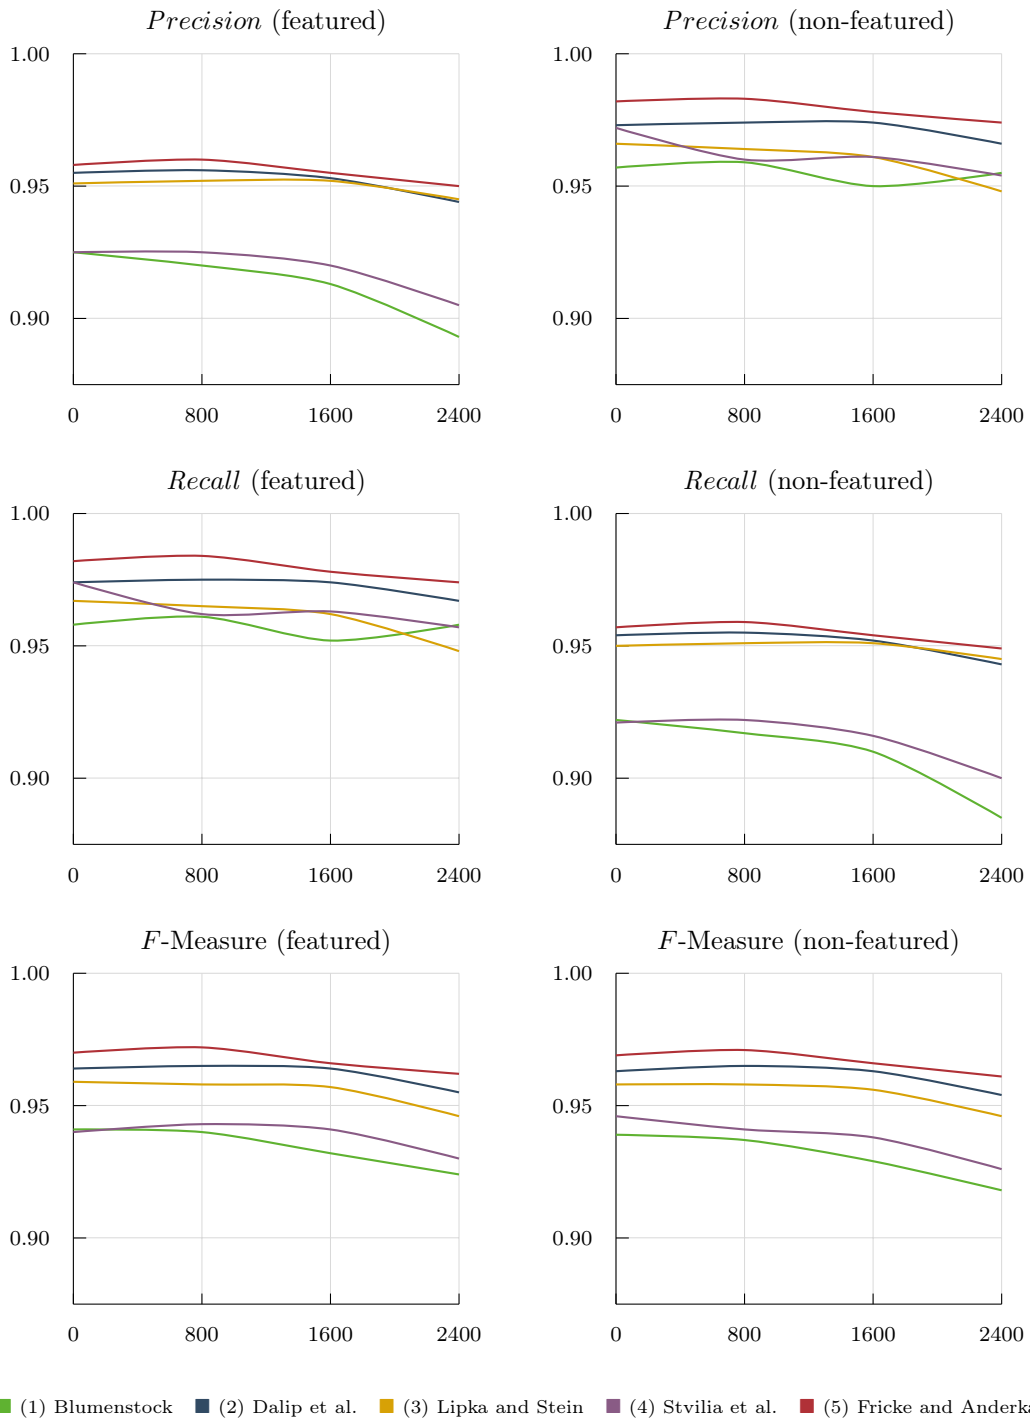 Precision (featured)
1.00
0.95
0.90
0 800 1600 2400
Precision (non-featured)
1.00
0.95
0.90
0 800 1600 2400
Recall (featured)
1.00
0.95
0.90
0 800 1600 2400
Recall (non-featured)
1.00
0.95
0.90
0 800 1600 2400
F-Measure (featured)
1.00
0.95
0.90
0 800 1600 2400
F-Measure (non-featured)
1.00
0.95
0.90
0 800 1600 2400
(1) Blumenstock (2) Dalip et al. (3) Lipka and Stein (4) Stvilia et al. (5) Fricke and Anderka